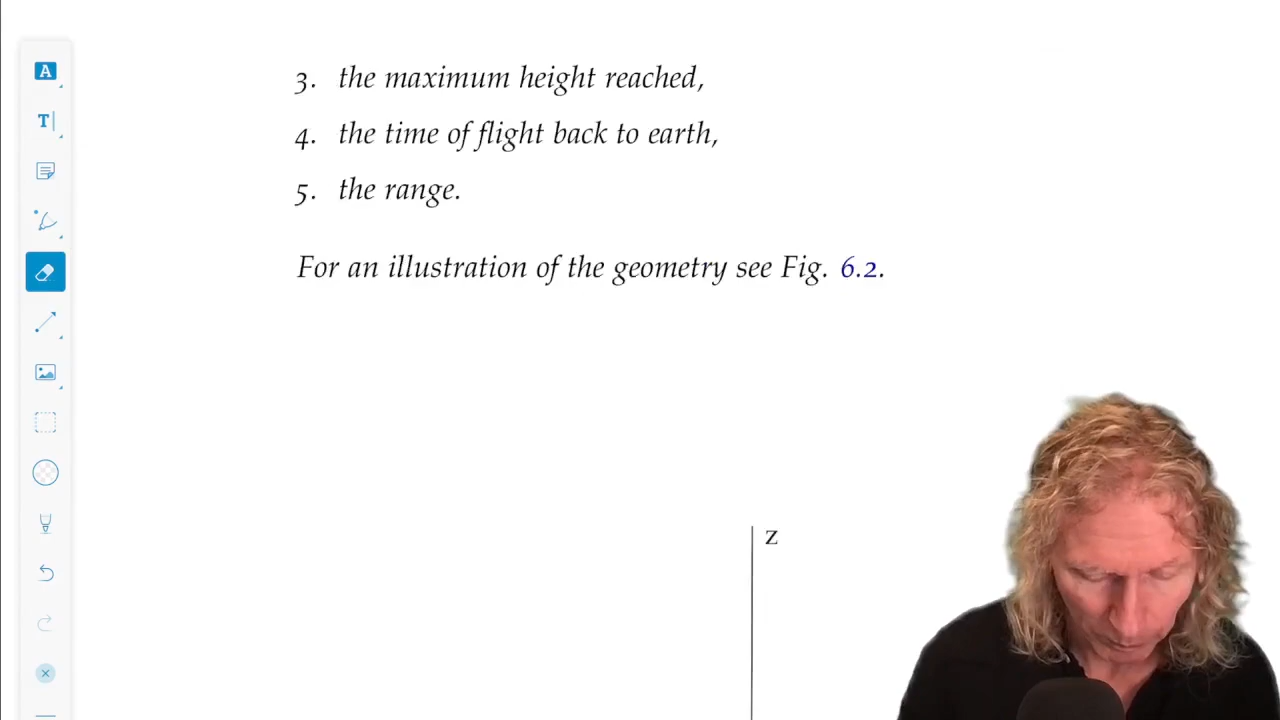 3. the maximum height reached,
4. the time of flight back to earth,
5. the range.
For an illustration of the geometry see Fig. 6.2.
z
A
T